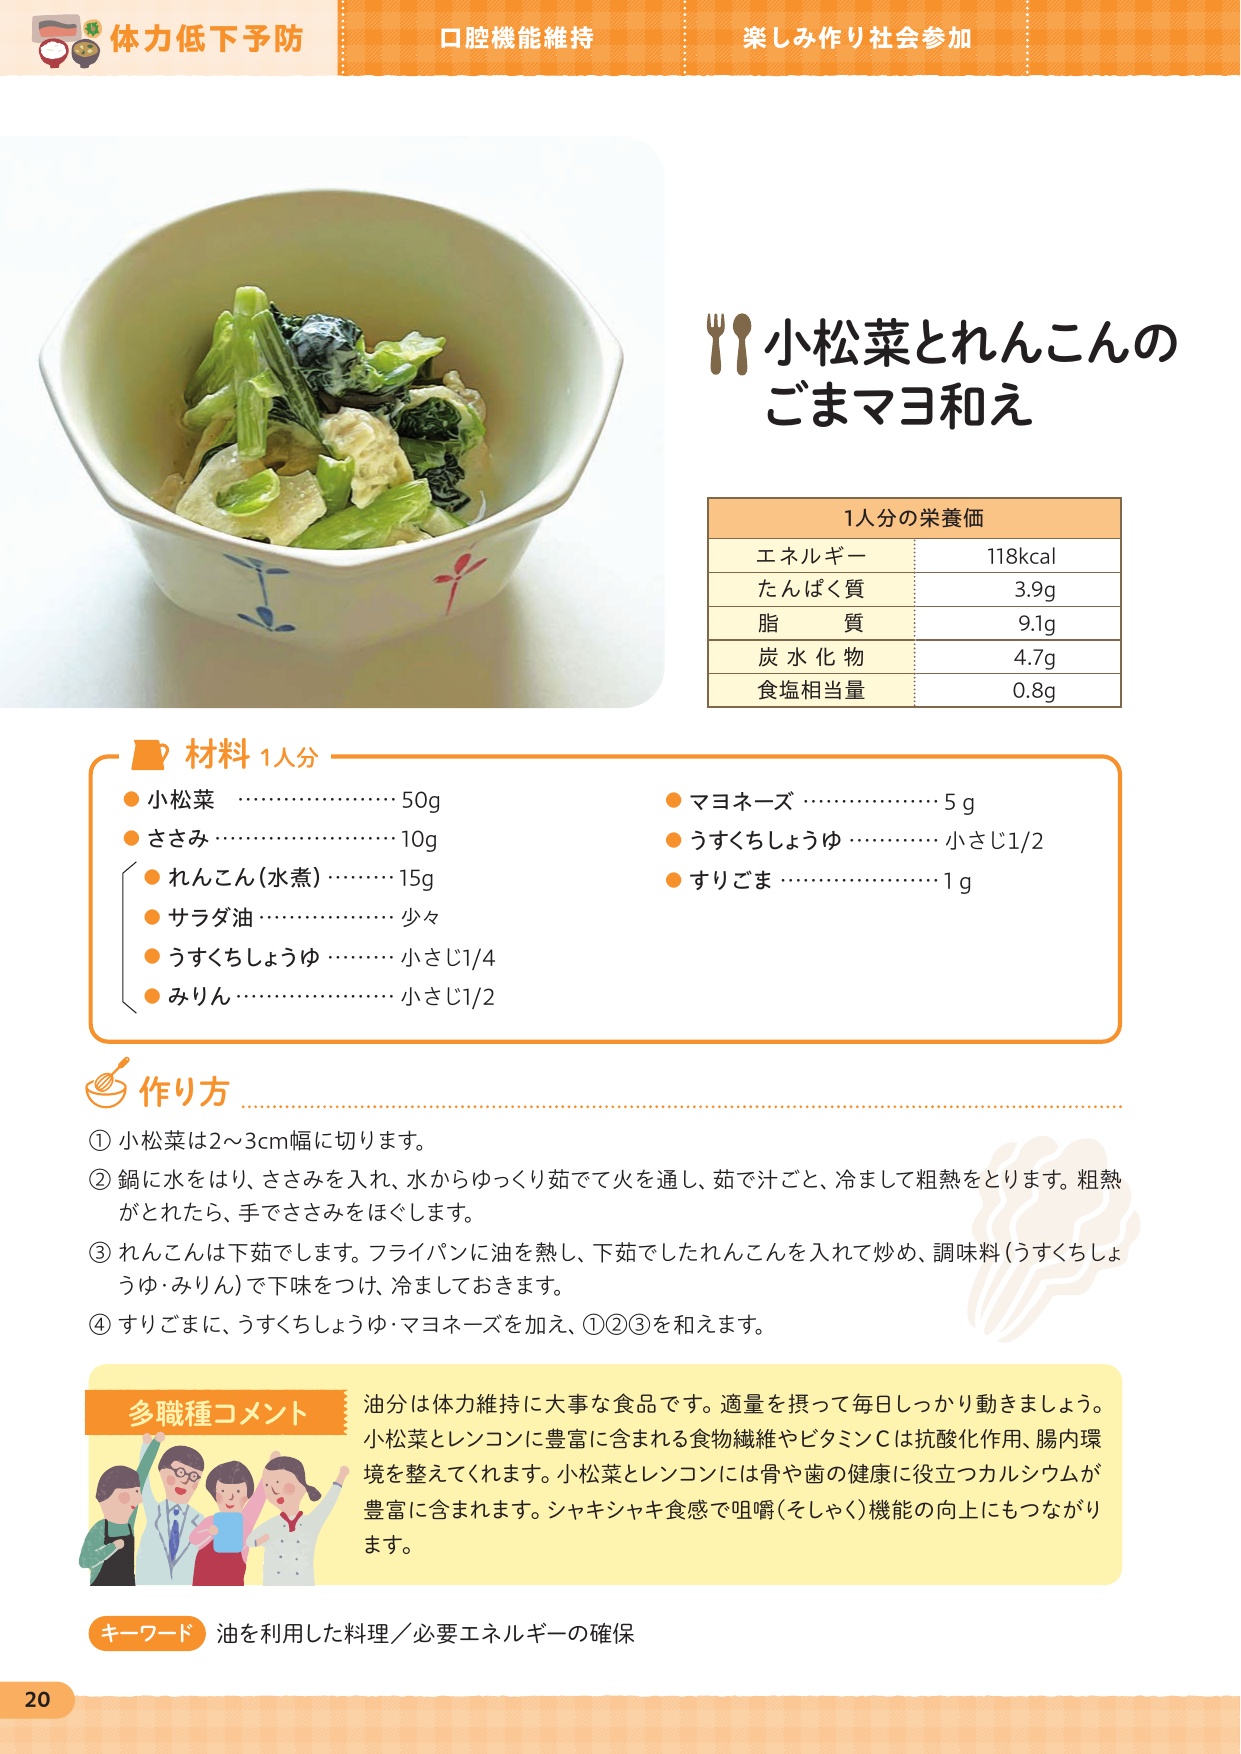 体力低下予防
口腔機能維持
楽しみ作り社会参加
小松菜とれんこんの
ごまマヨ和え
1人分の栄養価
エネルギー 118kcal
たんぱく質 3.9g
脂　質 9.1g
炭水化物 4.7g
食塩相当量 0.8g
材料 1人分
● 小松菜 ………………… 50g
● ささみ …………………… 10g
● れんこん（水煮） ……… 15g
● サラダ油 ……………… 少々
● うすくちしょうゆ ……… 小さじ1/4
● みりん ………………… 小さじ1/2
● マヨネーズ ……………… 5 g
● うすくちしょうゆ ………… 小さじ1/2
● すりごま ………………… 1 g
作り方
① 小松菜は2～3cm幅に切ります。
② 鍋に水をはり、ささみを入れ、水からゆっくり茹でて火を通し、茹で汁ごと、冷まして粗熱をとります。粗熱
がとれたら、手でささみをほぐします。
③ れんこんは下茹でします。フライパンに油を熱し、下茹でしたれんこんを入れて炒め、調味料（うすくちしょ
うゆ・みりん）で下味をつけ、冷ましておきます。
④ すりごまに、うすくちしょうゆ・マヨネーズを加え、①②③を和えます。
多職種コメント
油分は体力維持に大事な食品です。適量を摂って毎日しっかり動きましょう。
小松菜とレンコンに豊富に含まれる食物繊維やビタミンCは抗酸化作用、腸内環
境を整えてくれます。小松菜とレンコンには骨や歯の健康に役立つカルシウムが
豊富に含まれます。シャキシャキ食感で咀嚼（そしゃく）機能の向上にもつながり
ます。
キーワード 油を利用した料理／必要エネルギーの確保
20